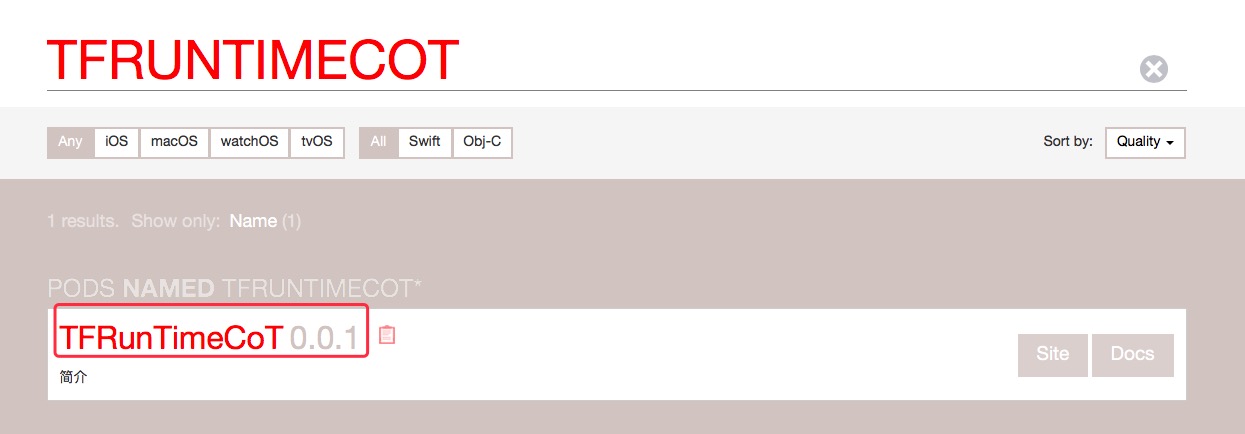 TFRUNTIMECOT
Any iOS macOS watchOS tvOS All Swift Obj-C Sort by: Quality
1 results. Show only: Name (1)
PODS NAMED TFRUNTIMECOT*
TFRunTimeCoT 0.0.1
Site Docs
简介